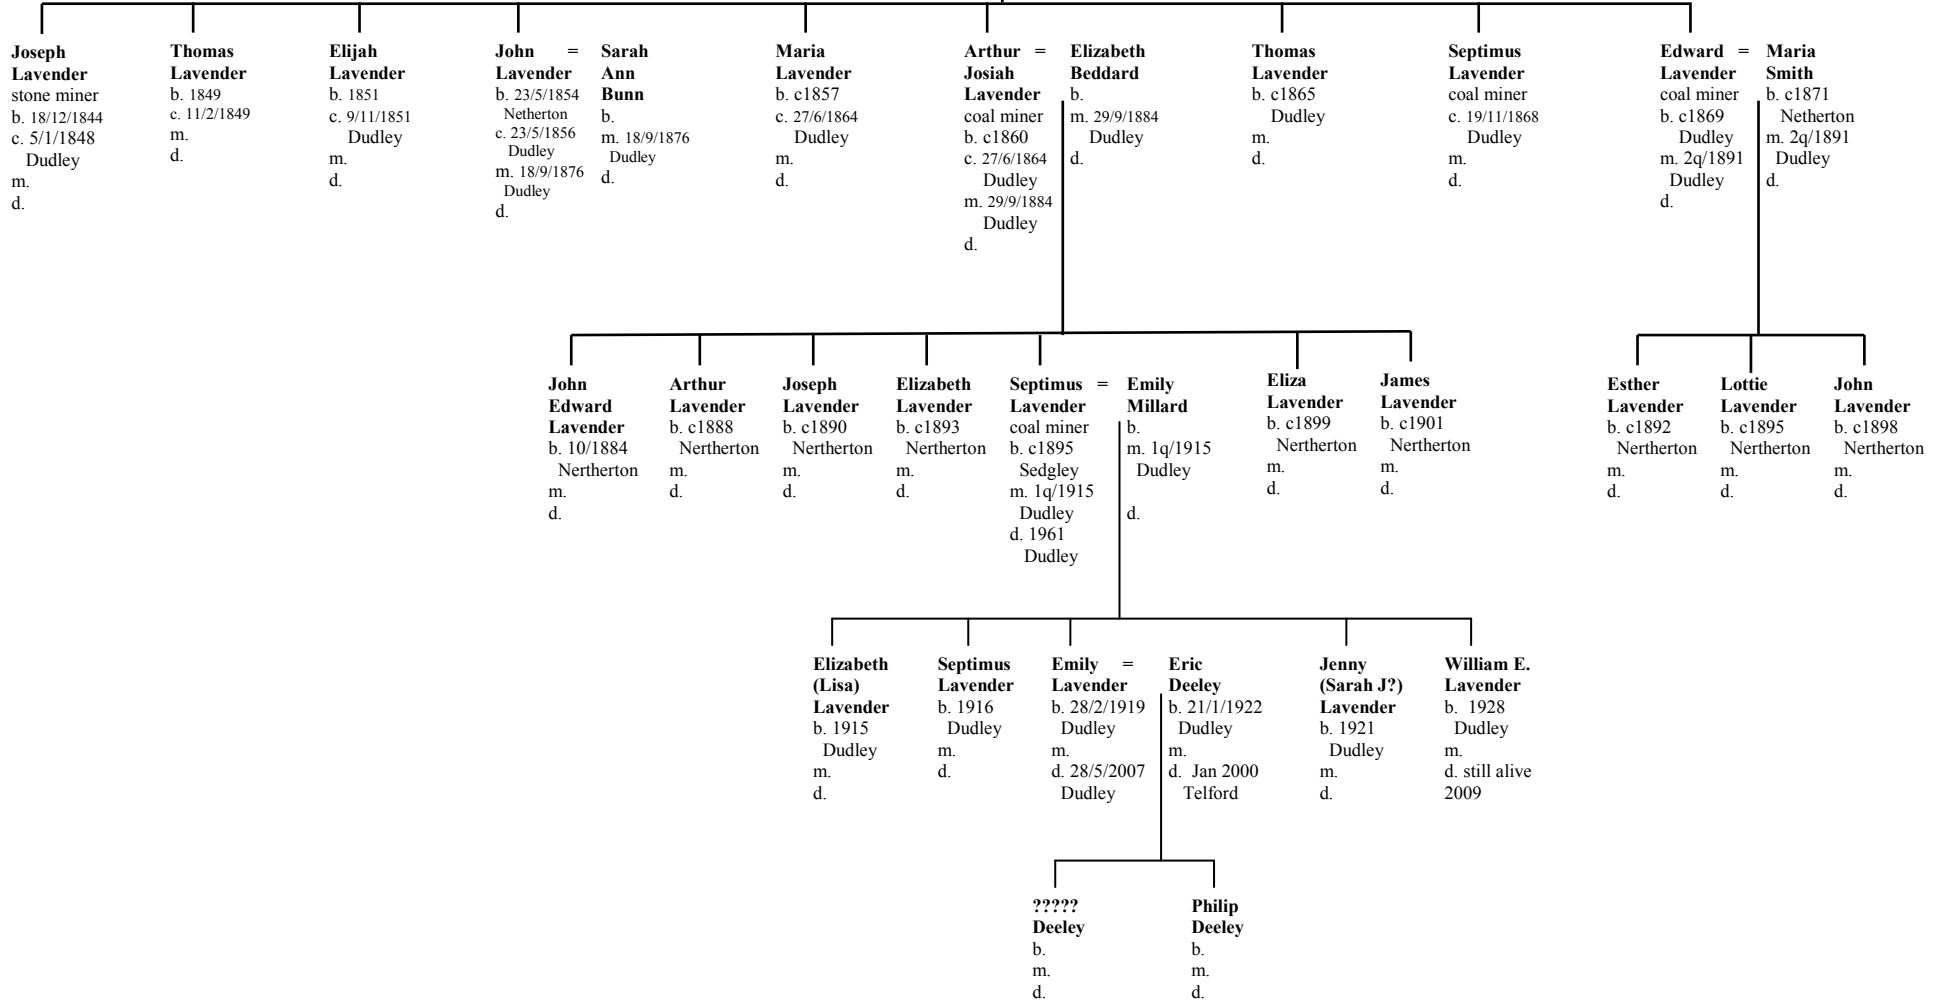 Joseph
Lavender
stone miner
b. 18/12/1844
c. 5/1/1848
Dudley
m.
d.
Thomas
Lavender
b. 1849
c. 11/2/1849
m.
d.
Elijah
Lavender
b. 1851
c. 9/11/1851
Dudley
m.
d.
John =
Lavender
b. 23/5/1854
Netherton
c. 23/5/1856
Dudley
m. 18/9/1876
Dudley
d.
Sarah
Ann
Bunn
b.
m. 18/9/1876
Dudley
d.
Maria
Lavender
b. c1857
c. 27/6/1864
Dudley
m.
d.
Arthur =
Josiah
Lavender
coal miner
b. c1860
c. 27/6/1864
Dudley
m. 29/9/1884
Dudley
d.
Elizabeth
Beddard
b.
m. 29/9/1884
Dudley
d.
Thomas
Lavender
b. c1865
Dudley
m.
d.
Septimus
Lavender
coal miner
c. 19/11/1868
Dudley
m.
d.
Edward =
Lavender
coal miner
b. c1869
Dudley
m. 2q/1891
Dudley
d.
Maria
Smith
b. c1871
Netherton
m. 2q/1891
Dudley
d.
John
Edward
Lavender
b. 10/1884
Nertherton
m.
d.
Arthur
Lavender
b. c1888
Nertherton
m.
d.
Joseph
Lavender
b. c1890
Nertherton
m.
d.
Elizabeth
Lavender
b. c1893
Nertherton
m.
d.
Septimus =
Lavender
coal miner
b. c1895
Sedgley
m. 1q/1915
Dudley
d. 1961
Dudley
Emily
Millard
b.
m. 1q/1915
Dudley
d.
Eliza
Lavender
b. c1899
Nertherton
m.
d.
James
Lavender
b. c1901
Nertherton
m.
d.
Esther
Lavender
b. c1892
Nertherton
m.
d.
Lottie
Lavender
b. c1895
Nertherton
m.
d.
John
Lavender
b. c1898
Nertherton
m.
d.
Elizabeth
(Lisa)
Lavender
b. 1915
Dudley
m.
d.
Septimus
Lavender
b. 1916
Dudley
m.
d.
Emily =
Lavender
b. 28/2/1919
Dudley
m.
d. 28/5/2007
Dudley
Eric
Deeley
b. 21/1/1922
Dudley
m.
d. Jan 2000
Telford
Jenny
(Sarah J?)
Lavender
b. 1921
Dudley
m.
d.
William E.
Lavender
b. 1928
Dudley
m.
d. still alive
2009
?????
Deeley
b.
m.
d.
Philip
Deeley
b.
m.
d.